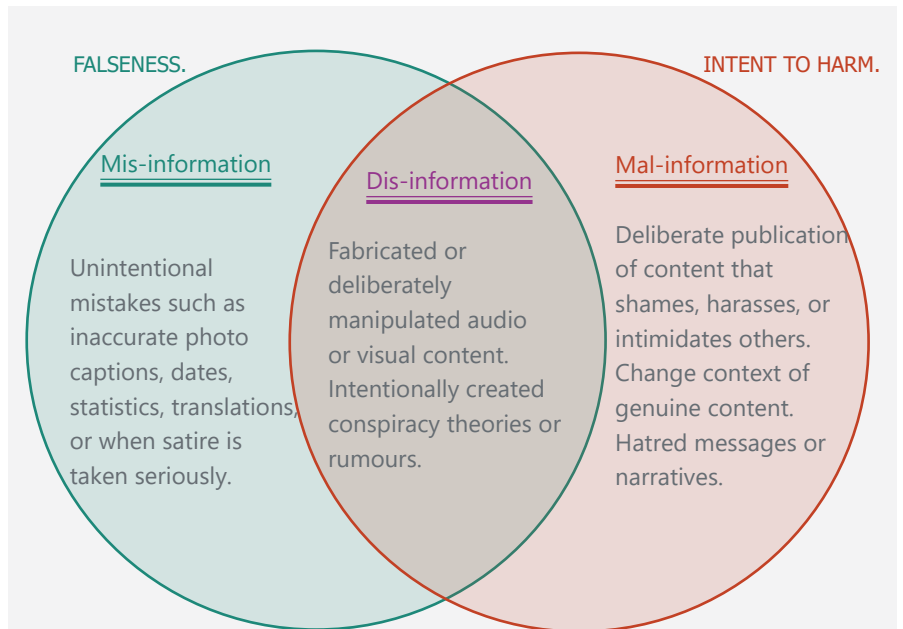 FALSENESS.
INTENT TO HARM.
Mis-information
Unintentional
mistakes such as
inaccurate photo
captions, dates,
statistics, translations,
or when satire is
taken seriously.
Dis-information
Fabricated or
deliberately
manipulated audio
or visual content.
Intentionally created
conspiracy theories or
rumours.
Mal-information
Deliberate publication
of content that
shames, harasses, or
intimidates others.
Change context of
genuine content.
Hatred messages or
narratives.